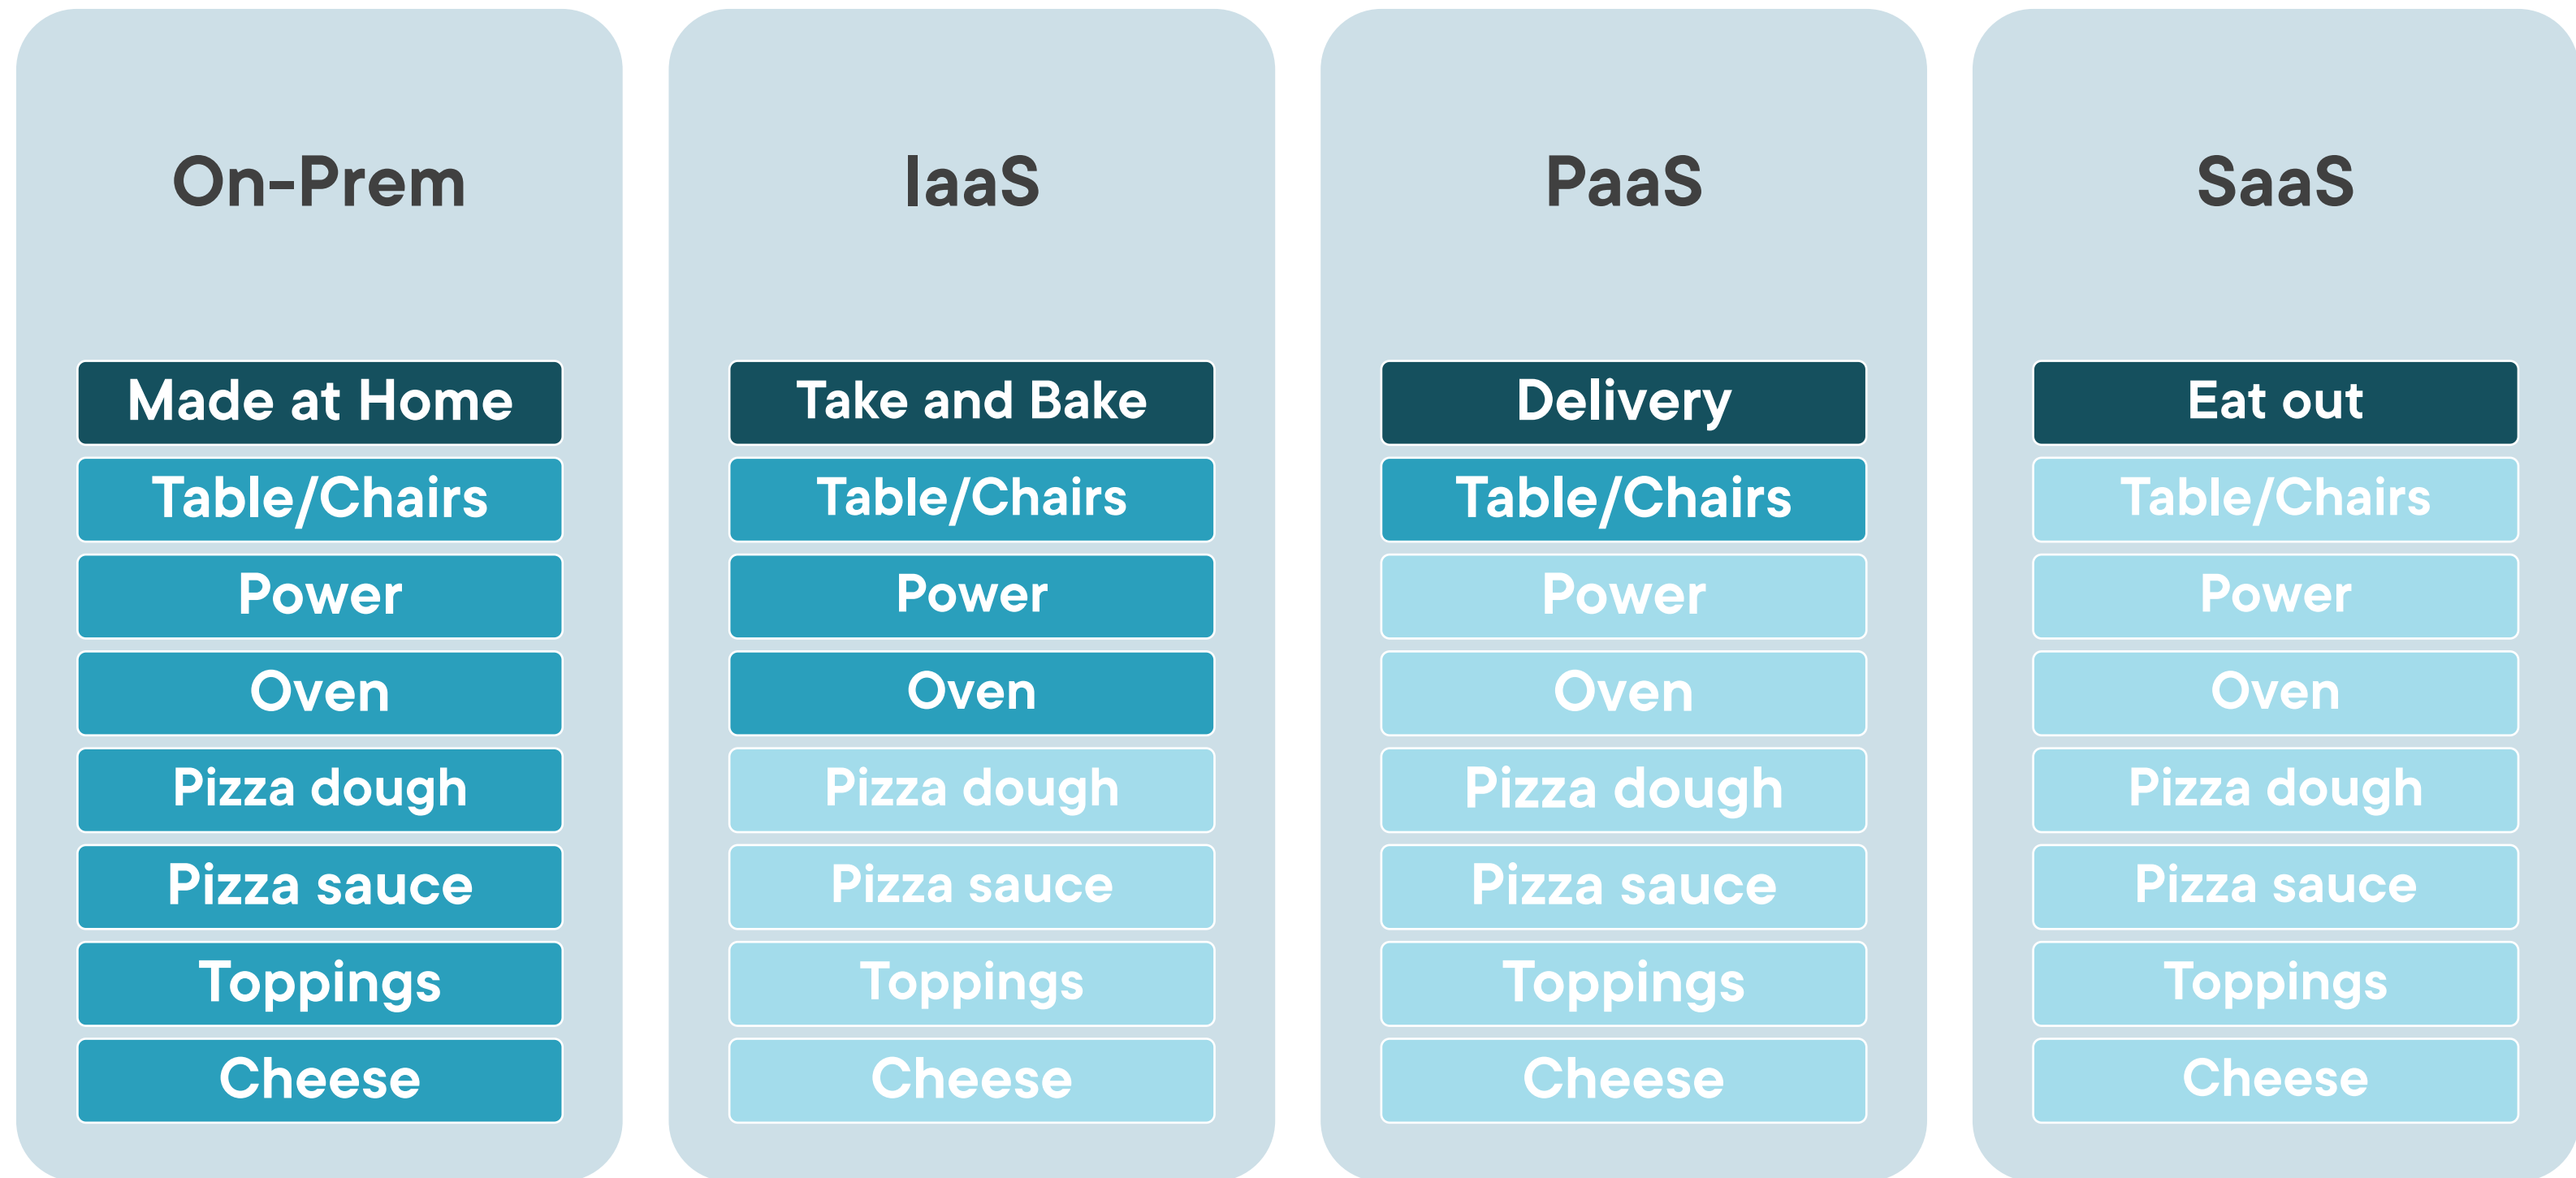 On-Prem
Made at Home
Table/Chairs
Power
Oven
Pizza dough
Pizza sauce
Toppings
Cheese
IaaS
Take and Bake
Table/Chairs
Power
Oven
Pizza dough
Pizza sauce
Toppings
Cheese
PaaS
Delivery
Table/Chairs
Power
Oven
Pizza dough
Pizza sauce
Toppings
Cheese
SaaS
Eat out
Table/Chairs
Power
Oven
Pizza dough
Pizza sauce
Toppings
Cheese